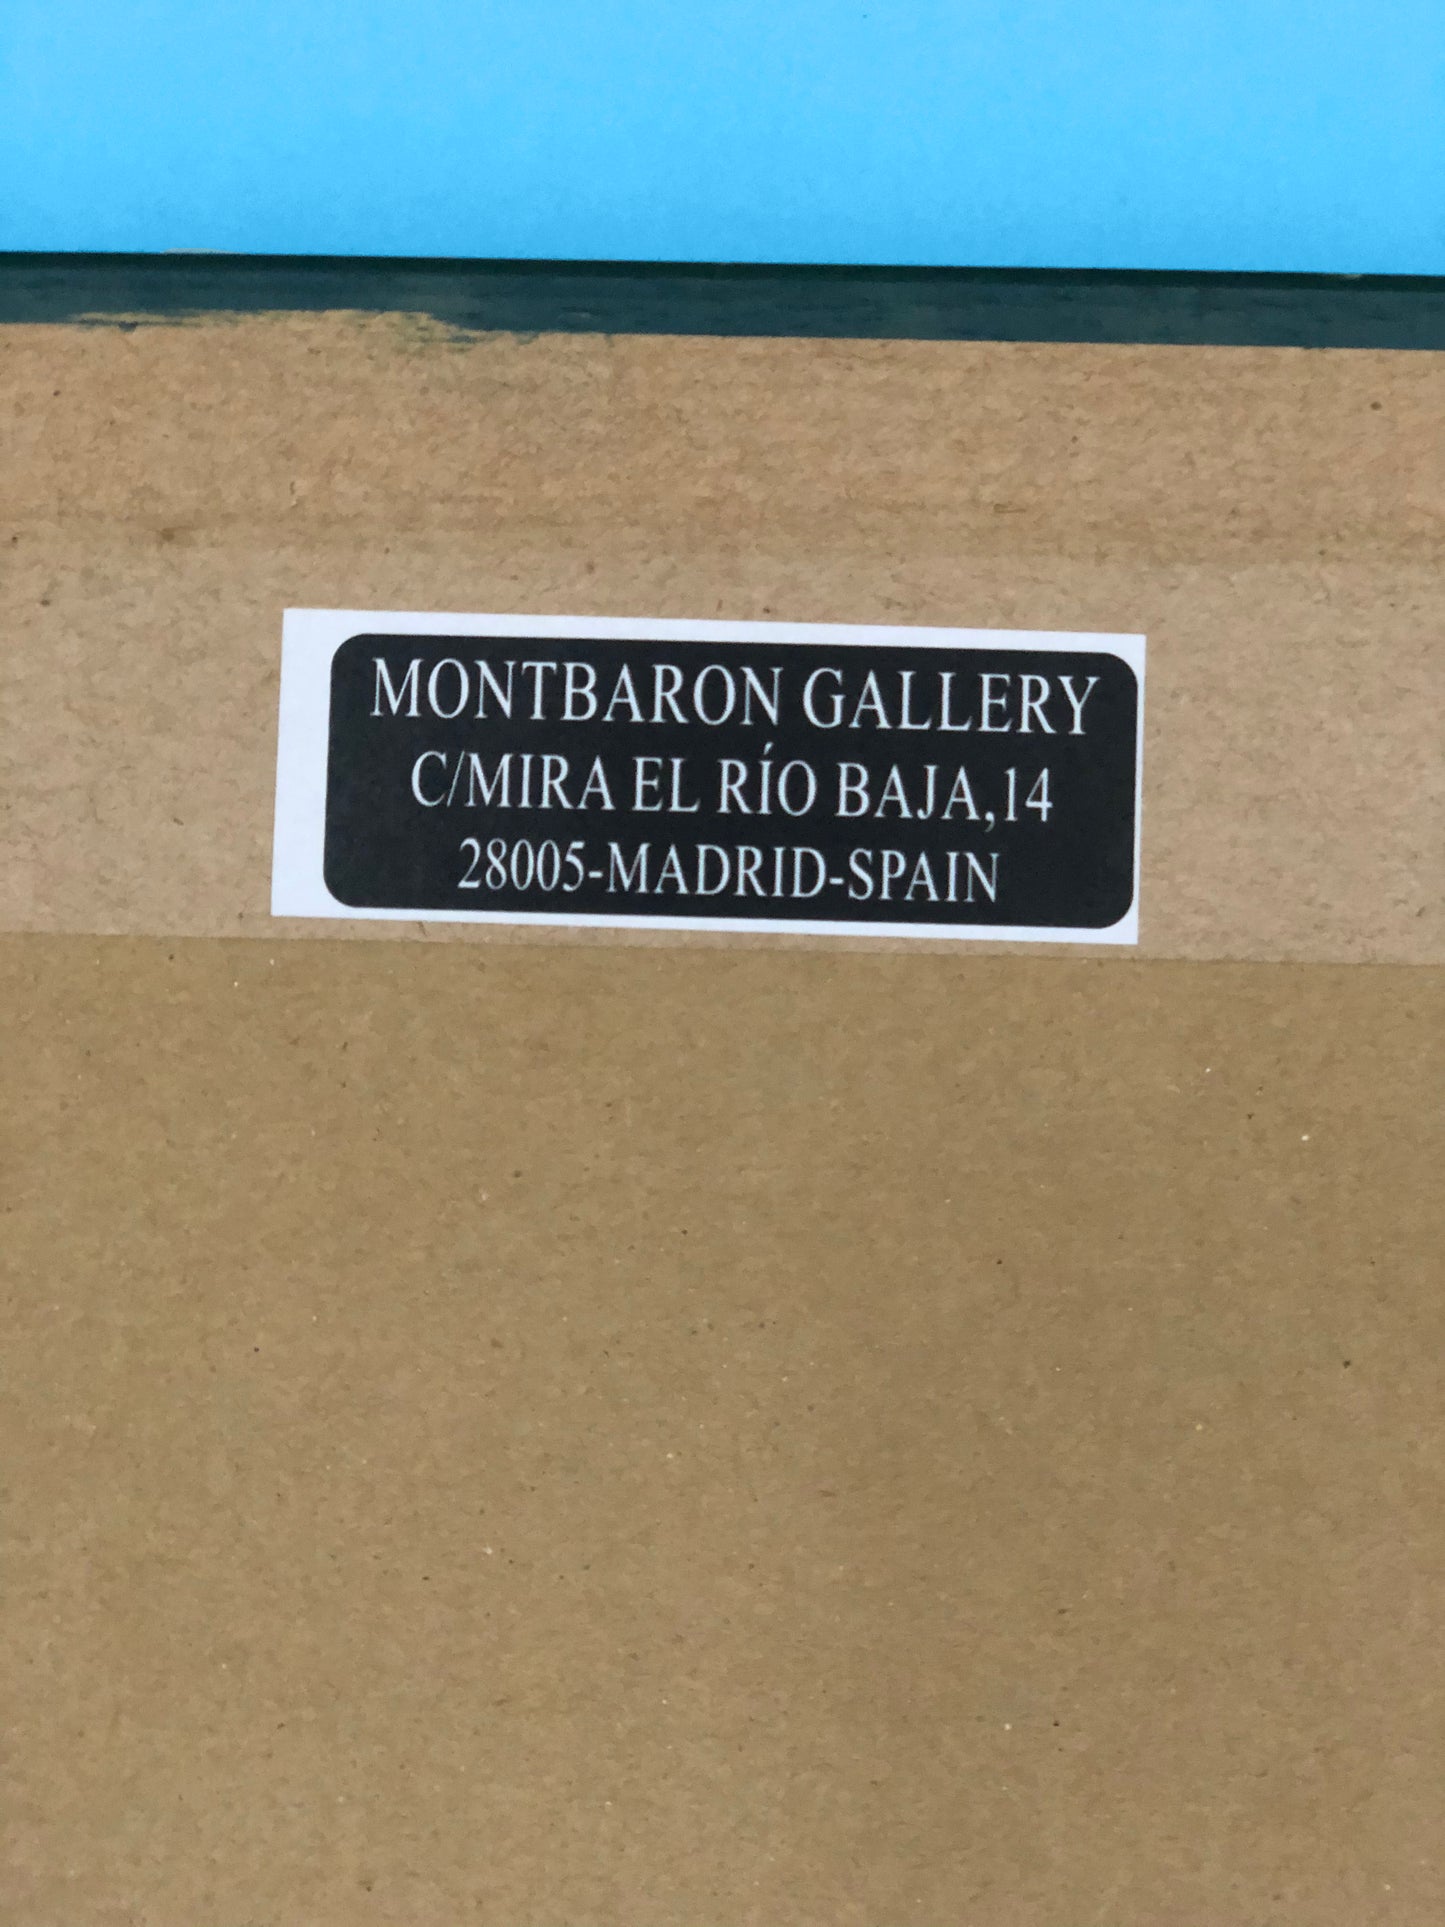 MONTBARON GALLERY
C/MIRA EL RÍO BAJA,14
28005-MADRID-SPAIN